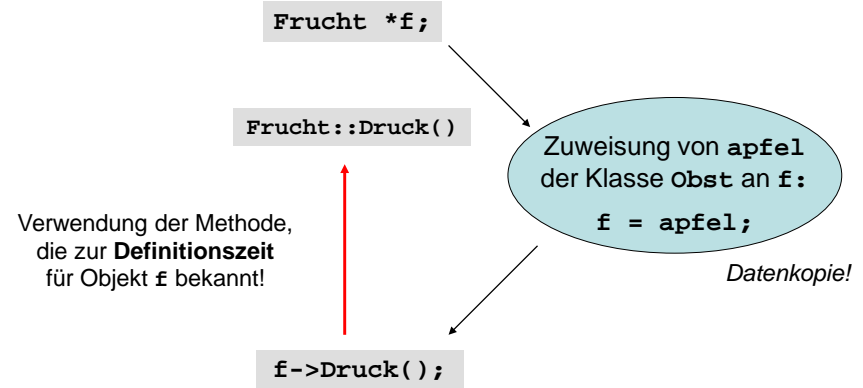 Frucht *f;
Frucht::Druck()
Zuweisung von apfel
der Klasse Obst an f:
f = apfel;
Verwendung der Methode,
die zur Definitionszeit
für Objekt f bekannt!
Datenkopie!
f->Druck();